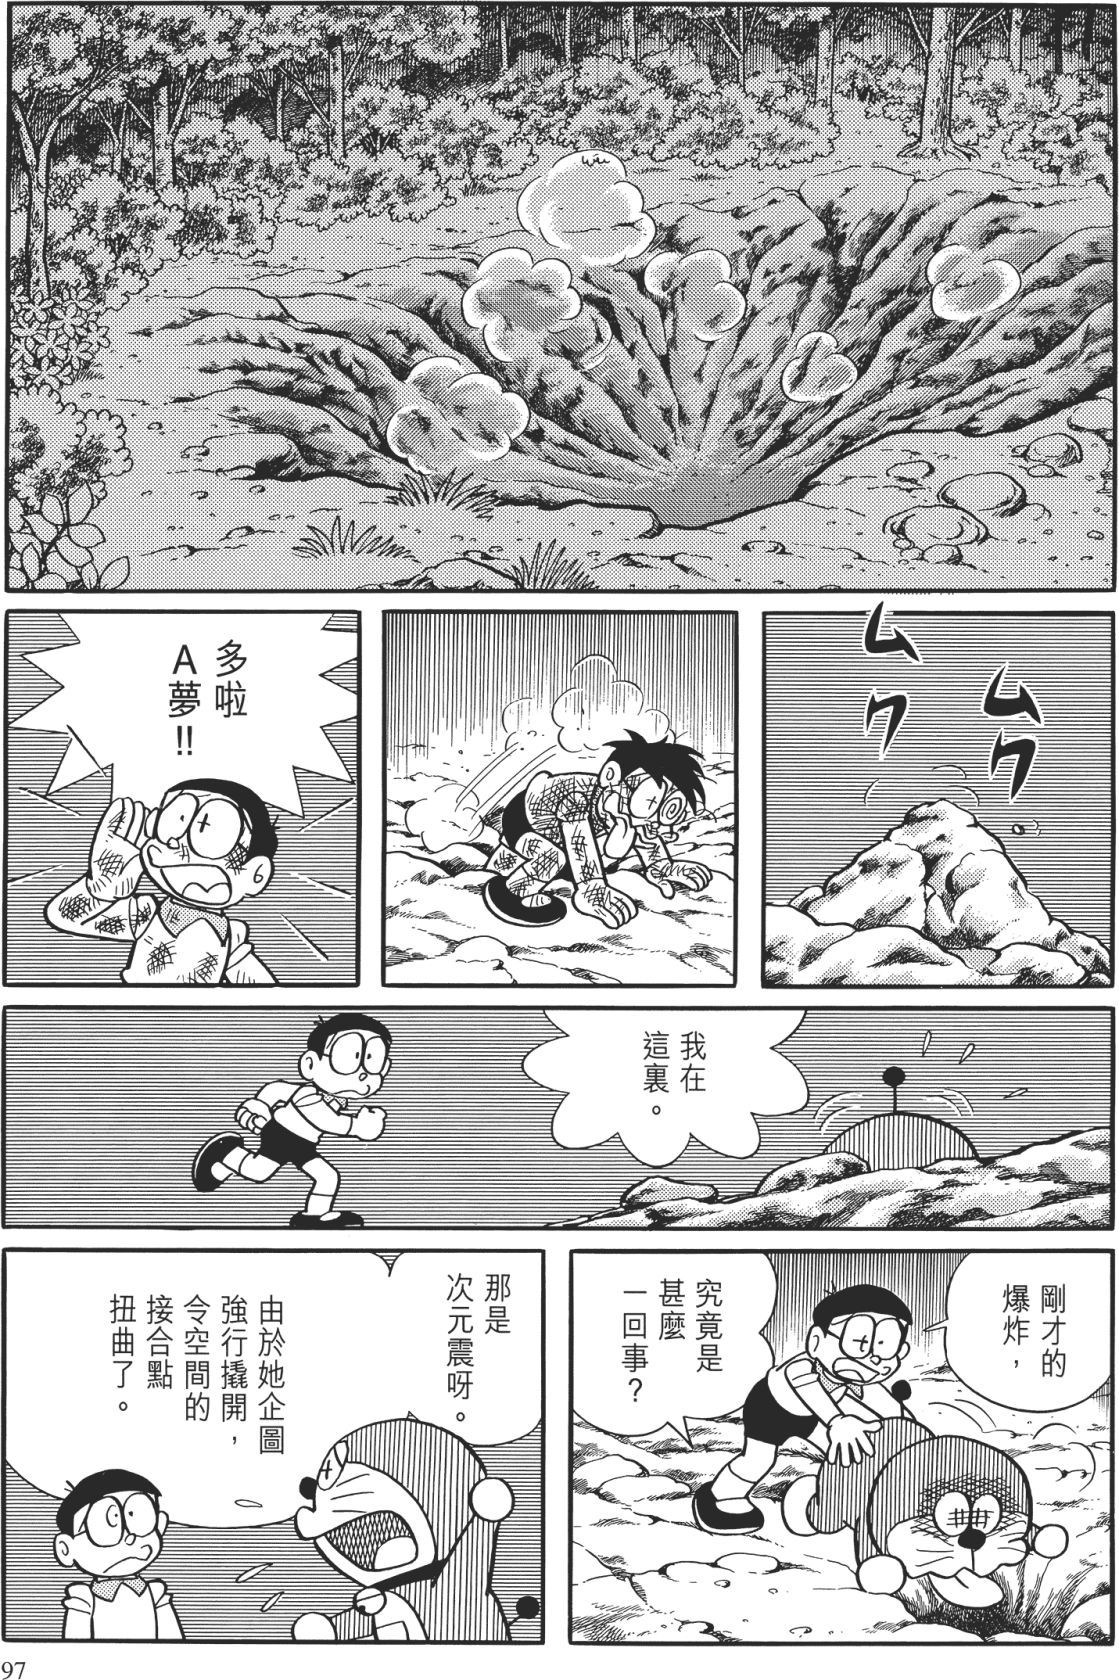 ムク
ムク
多啦
A夢!!
我在
這裏。
剛才的
爆炸，
究竟是
甚麼
一回事？
那是
次元震呀。
由於她企圖
強行撬開，
令空間的
接合點
扭曲了。
97